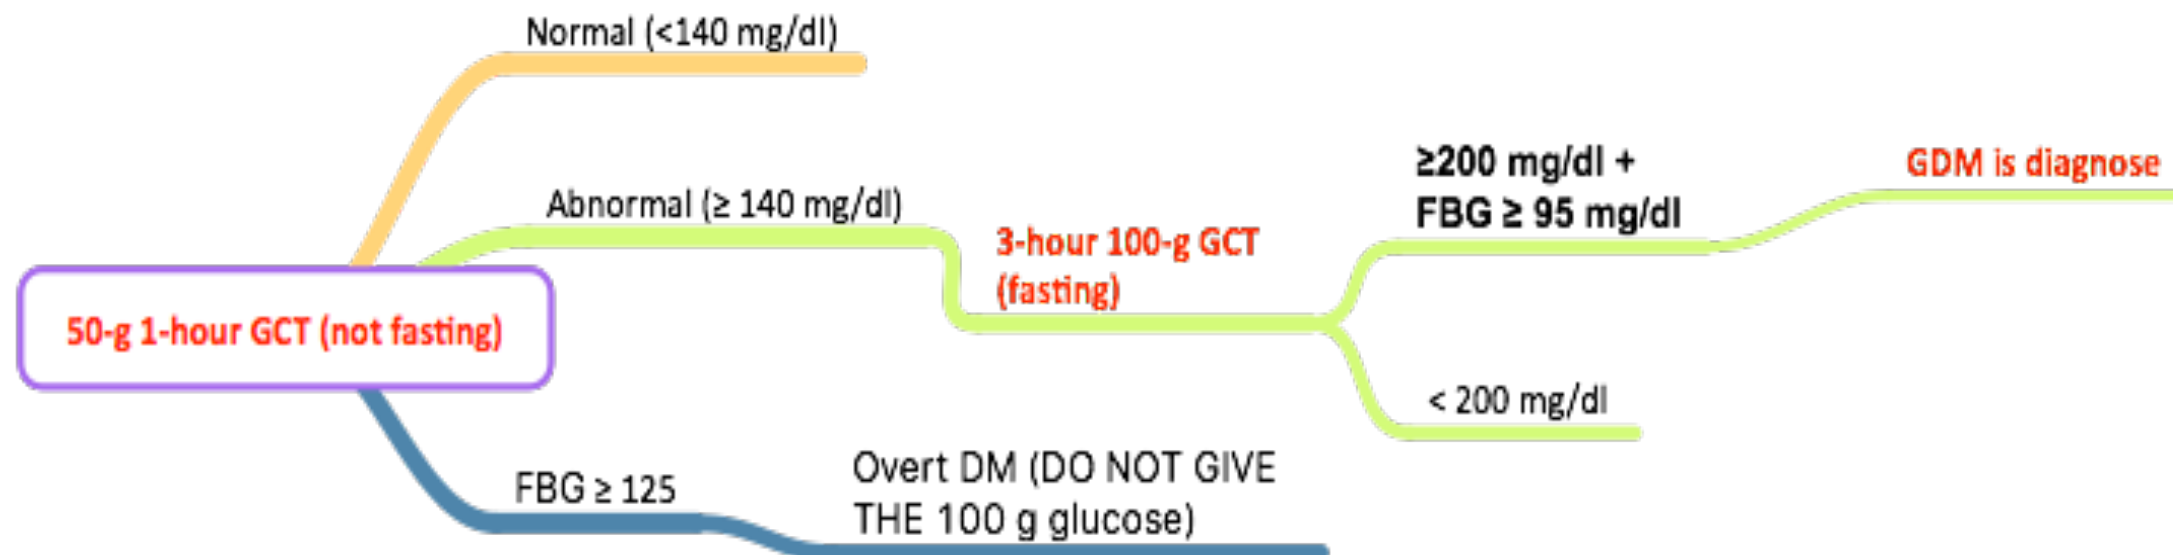 Normal (<140 mg/dl)
Abnormal (≥ 140 mg/dl)
50-g 1-hour GCT (not fasting)
3-hour 100-g GCT
(fasting)
≥200 mg/dl +
FBG ≥ 95 mg/dl
GDM is diagnose
< 200 mg/dl
FBG ≥ 125
Overt DM (DO NOT GIVE
THE 100 g glucose)